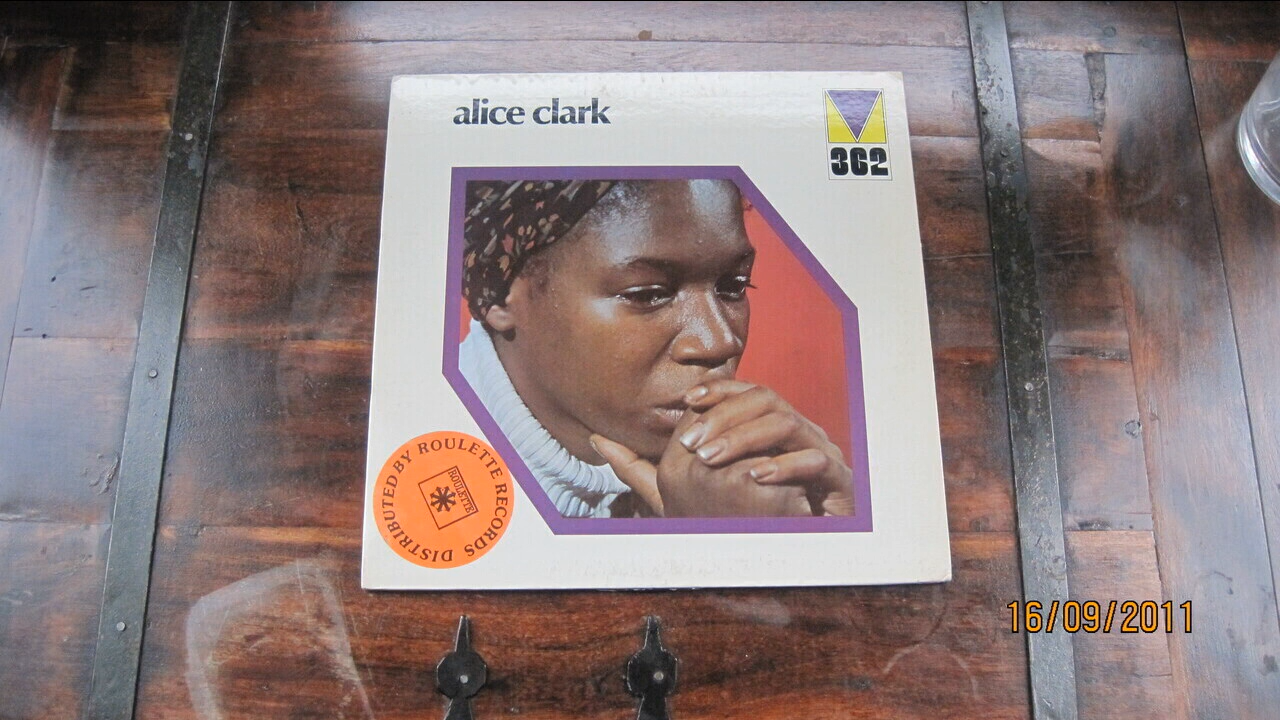 alice clark
362
DISTRIBUTED BY ROULETTE RECORDS
ROULETTE
16/09/2011